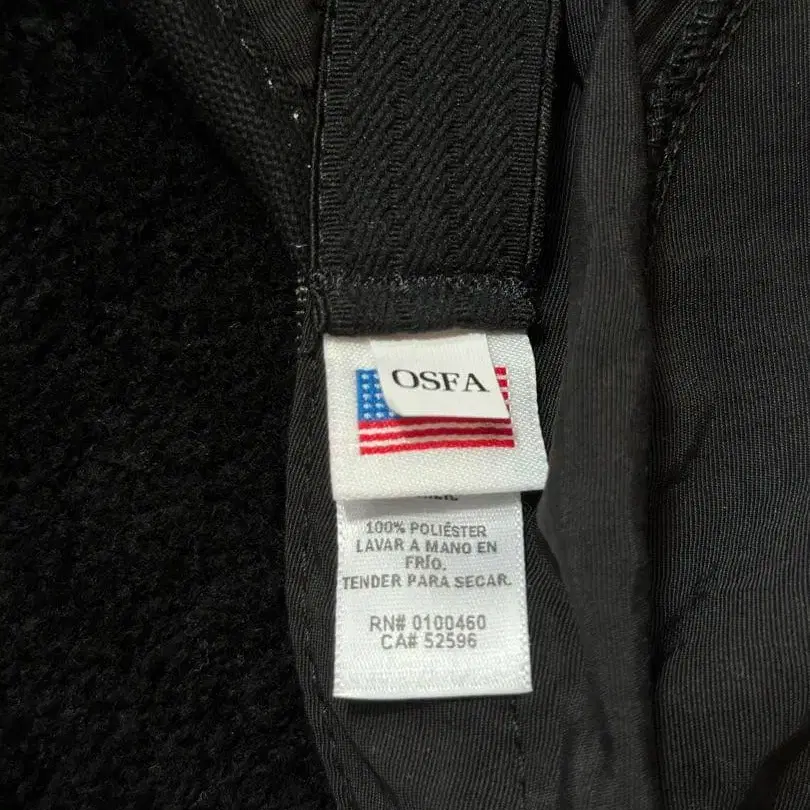 OSFA
100% POLIÉSTER
LAVAR A MANO EN
FRÍO.
TENDER PARA SECAR.
RN# 0100460
CA# 52596